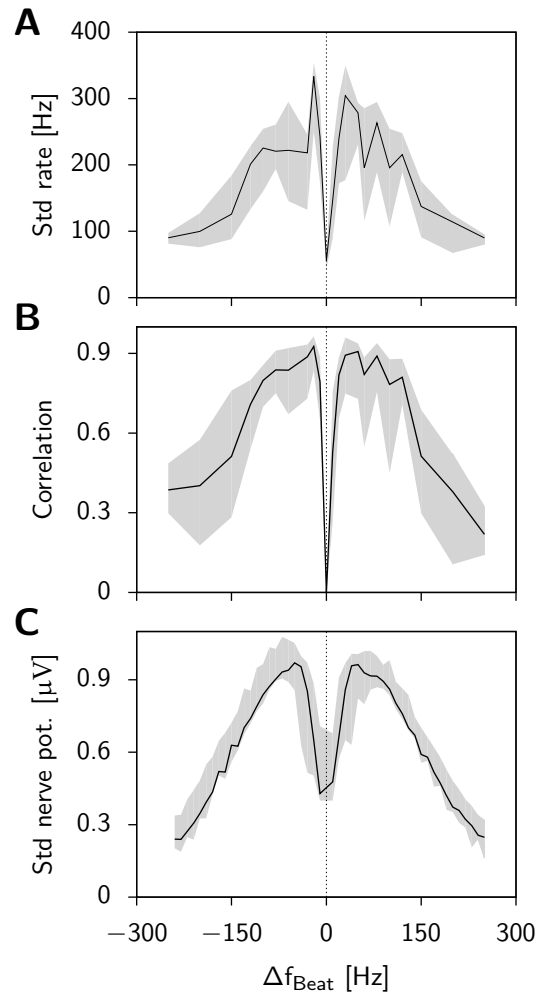 A
Std rate [Hz]
400
300
200
100
0
B
Correlation
0.9
0.6
0.3
0
C
Std nerve pot. [µV]
0.9
0.6
0.3
0
−300
−150
0
150
300
Δf_Beat [Hz]